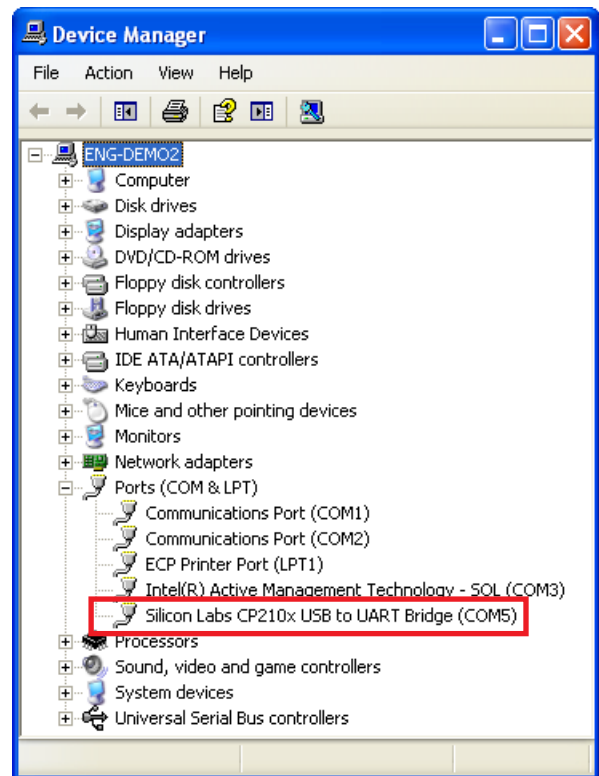 Device Manager
File Action View Help
ENG-DEMO2
Computer
Disk drives
Display adapters
DVD/CD-ROM drives
Floppy disk controllers
Floppy disk drives
Human Interface Devices
IDE ATA/ATAPI controllers
Keyboards
Mice and other pointing devices
Monitors
Network adapters
Ports (COM & LPT)
Communications Port (COM1)
Communications Port (COM2)
ECP Printer Port (LPT1)
Intel(R) Active Management Technology - SOL (COM3)
Silicon Labs CP210x USB to UART Bridge (COM5)
Processors
Sound, video and game controllers
System devices
Universal Serial Bus controllers